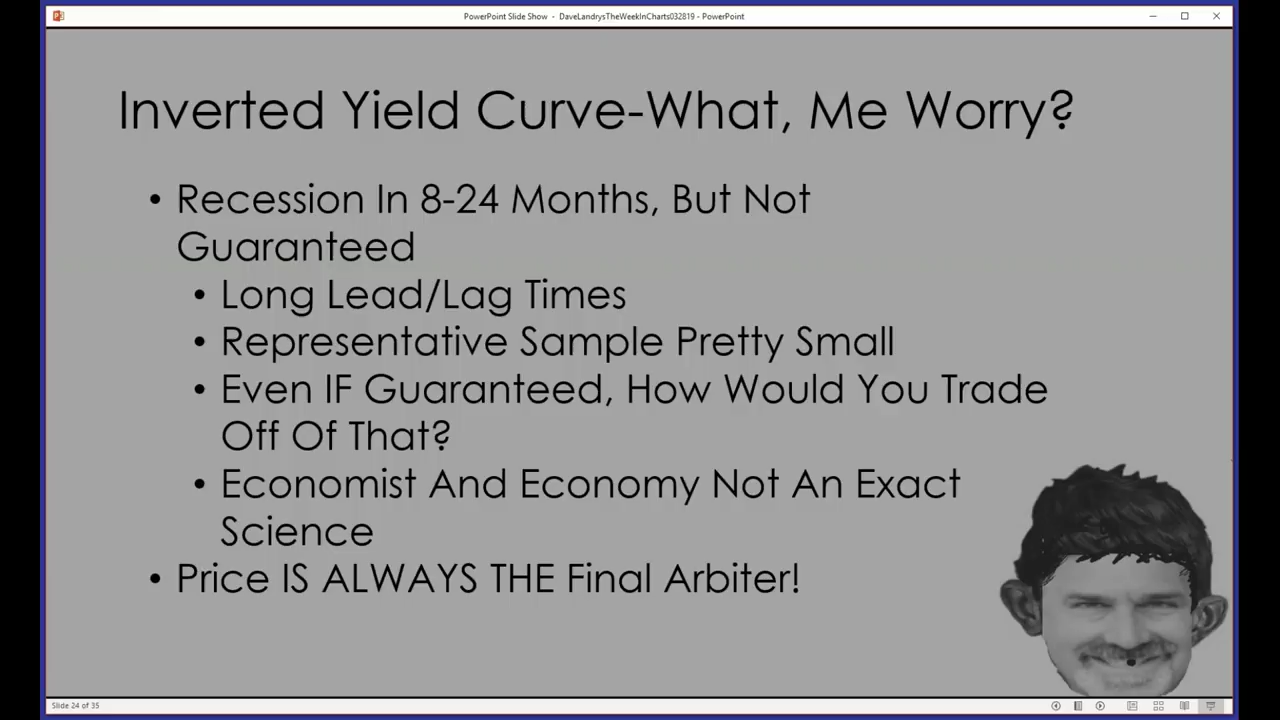 PowerPoint Slide Show - DaveLandrysTheWeekInCharts032819 - PowerPoint
Inverted Yield Curve-What, Me Worry?
• Recession In 8-24 Months, But Not
Guaranteed
• Long Lead/Lag Times
• Representative Sample Pretty Small
• Even IF Guaranteed, How Would You Trade
Off Of That?
• Economist And Economy Not An Exact
Science
• Price IS ALWAYS THE Final Arbiter!
Slide 24 of 35